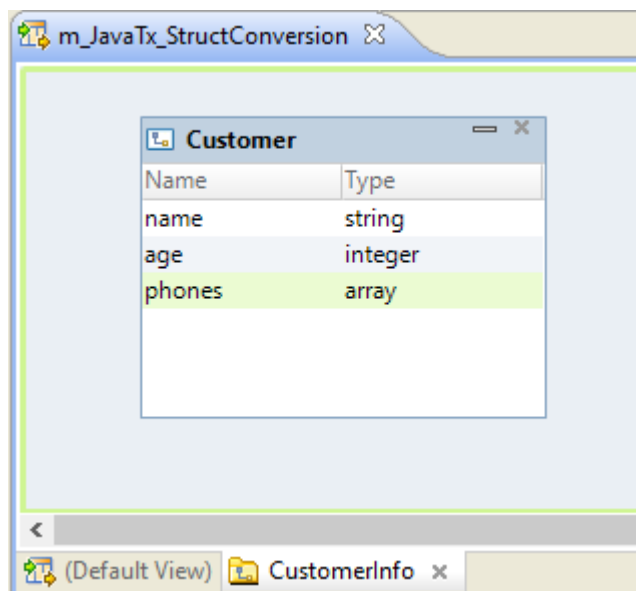 m_JavaTx_StructConversion
Customer
Name Type
name string
age integer
phones array
(Default View) CustomerInfo